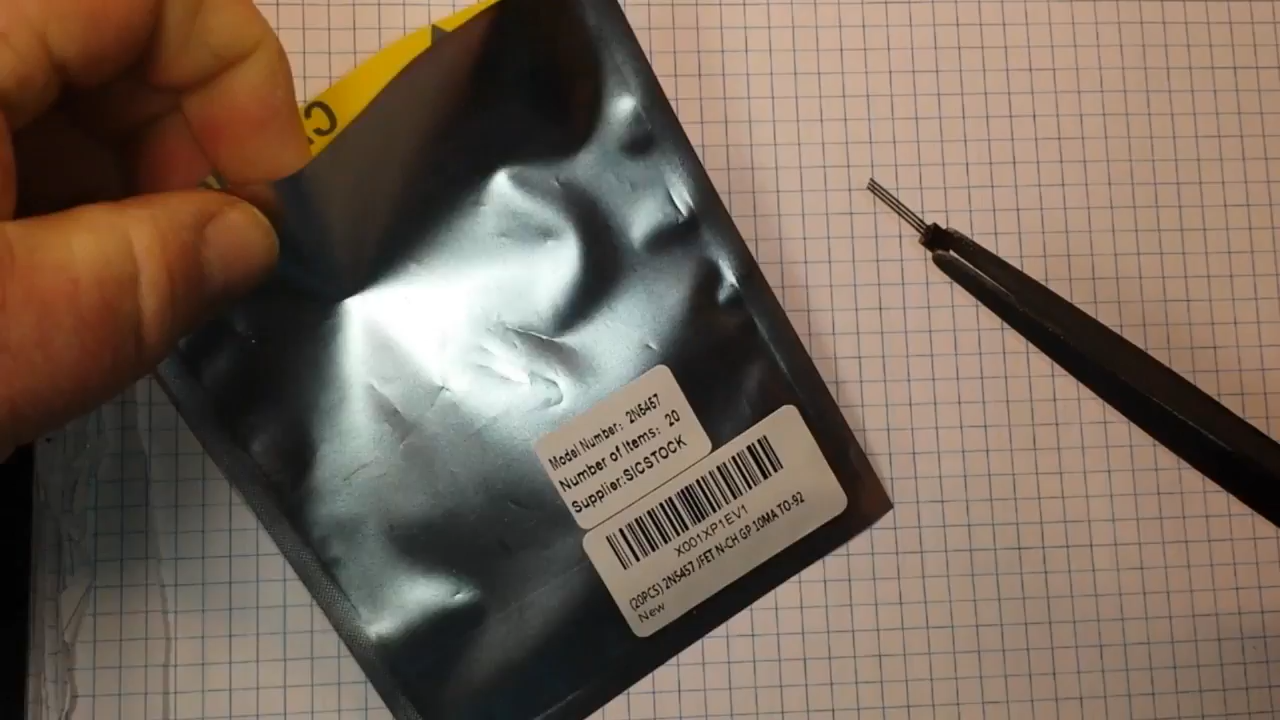 Model Number: 2N5457
Number of Items: 20
Supplier:SICSTOCK
X001XP1EV1
(20PCS) 2N5457 JFET N-CH GP 10MA TO-92
New